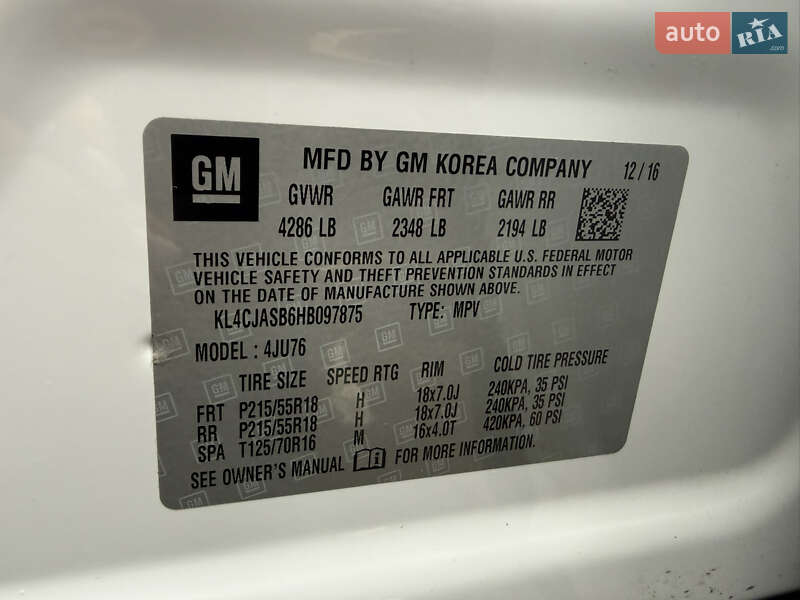 auto RIA.com
GM
MFD BY GM KOREA COMPANY 12/16
GVWR GAWR FRT GAWR RR
4286 LB 2348 LB 2194 LB
THIS VEHICLE CONFORMS TO ALL APPLICABLE U.S. FEDERAL MOTOR
VEHICLE SAFETY AND THEFT PREVENTION STANDARDS IN EFFECT
ON THE DATE OF MANUFACTURE SHOWN ABOVE.
KL4CJASB6HB097875 TYPE: MPV
MODEL: 4JU76
TIRE SIZE SPEED RTG RIM COLD TIRE PRESSURE
FRT P215/55R18 H 18x7.0J 240KPA, 35 PSI
RR P215/55R18 H 18x7.0J 240KPA, 35 PSI
SPA T125/70R16 M 16x4.0T 420KPA, 60 PSI
SEE OWNER'S MANUAL FOR MORE INFORMATION.